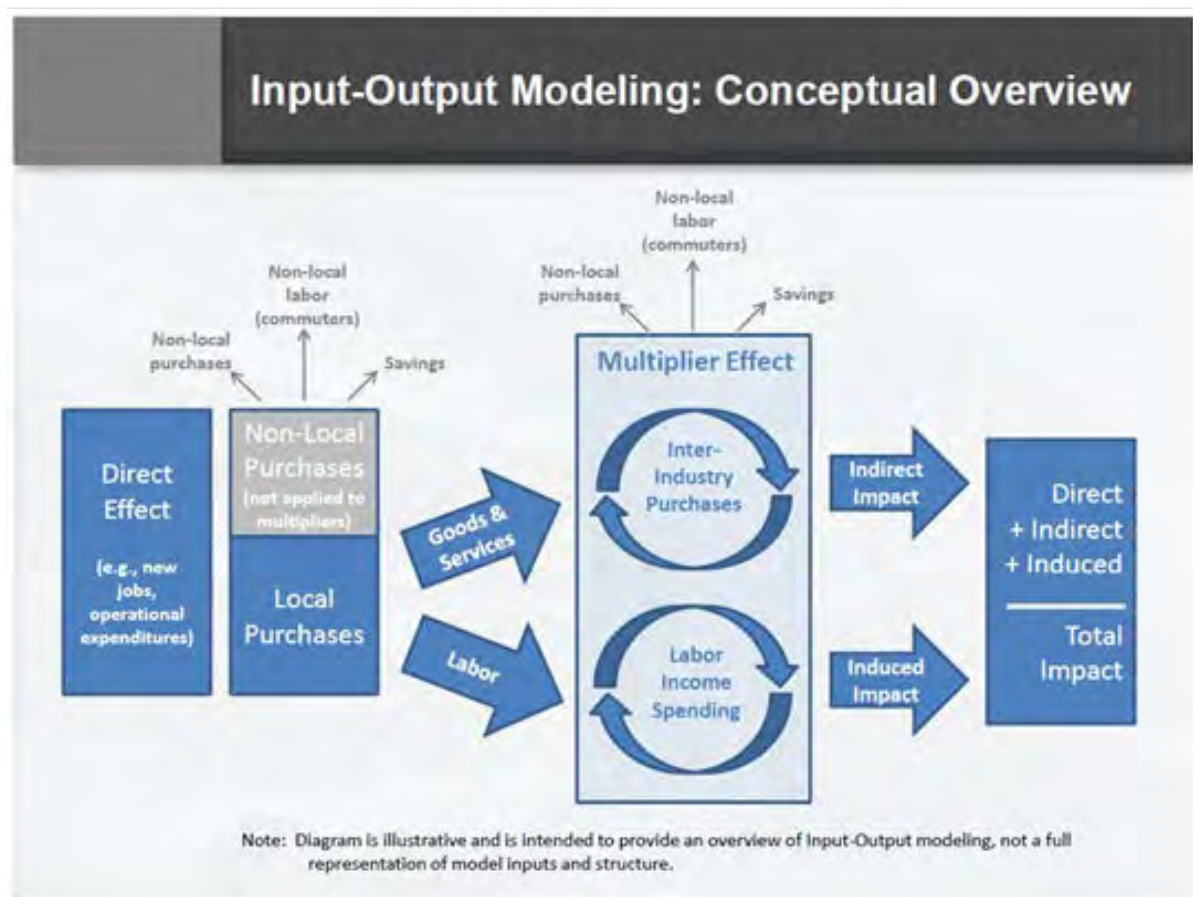 Input-Output Modeling: Conceptual Overview
Non-local
labor
(commuters)
Non-local
purchases
Savings
Non-local
labor
(commuters)
Non-local
purchases
Savings
Direct
Effect
(e.g., new
jobs,
operational
expenditures)
Non-Local
Purchases
(not applied to
multipliers)
Local
Purchases
Goods &
Services
Labor
Multiplier Effect
Inter-
Industry
Purchases
Labor
Income
Spending
Indirect
Impact
Induced
Impact
Direct
+ Indirect
+ Induced
Total
Impact
Note: Diagram is illustrative and is intended to provide an overview of Input-Output modeling, not a full
representation of model inputs and structure.